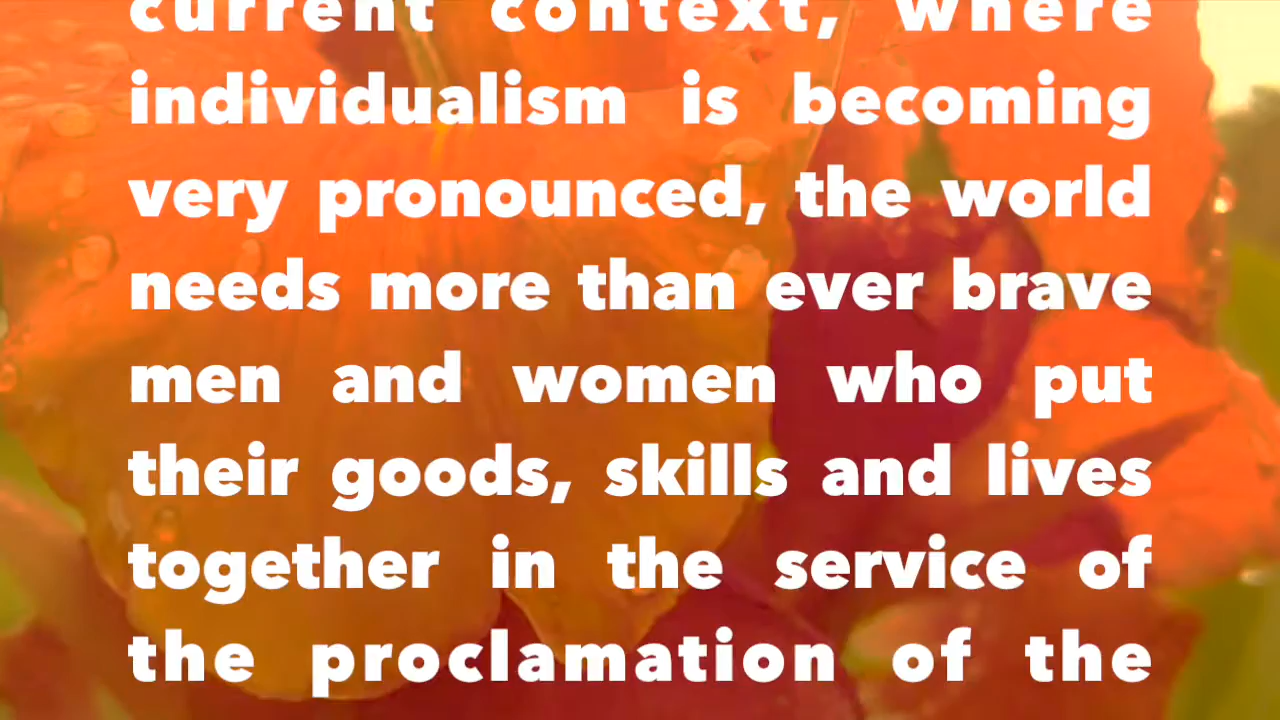 current context, where
individualism is becoming
very pronounced, the world
needs more than ever brave
men and women who put
their goods, skills and lives
together in the service of
the proclamation of the